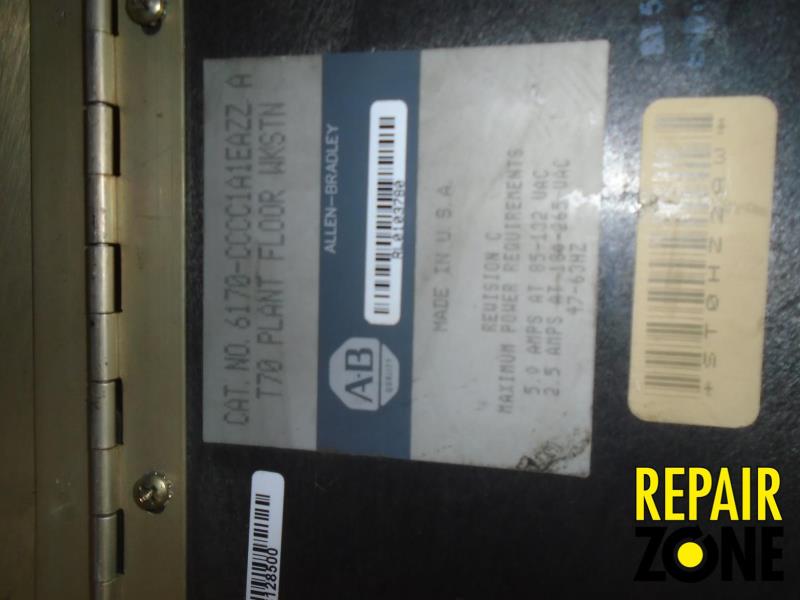 CAT. NO. 6170-CCCC1A1EAZZ A
T70 PLANT FLOOR WKSTN
ALLEN-BRADLEY
A-B
QUALITY
MADE IN U.S.A.
REVISION C
MAXIMUM POWER REQUIREMENTS
5.0 AMPS AT 85-132 VAC
2.5 AMPS AT 180-265 VAC
47-63HZ
128500
REPAIR
ZONE